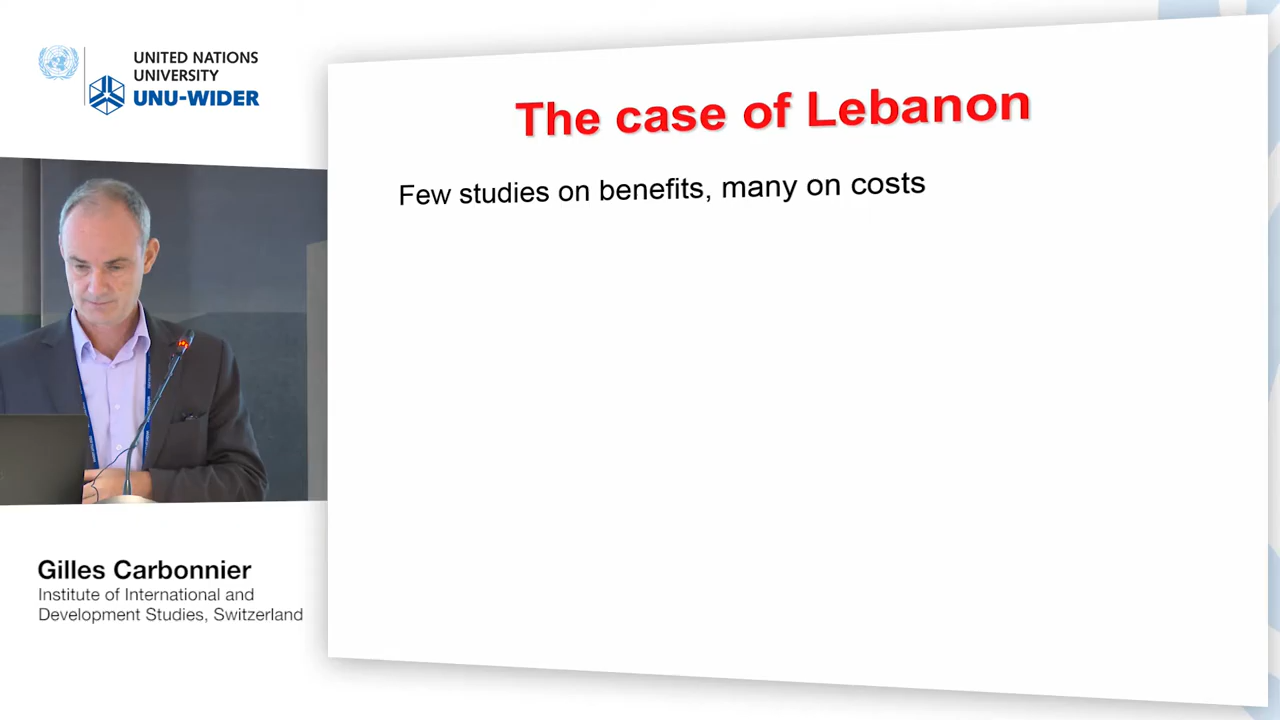 UNITED NATIONS
UNIVERSITY
UNU-WIDER
The case of Lebanon
Few studies on benefits, many on costs
Gilles Carbonnier
Institute of International and
Development Studies, Switzerland